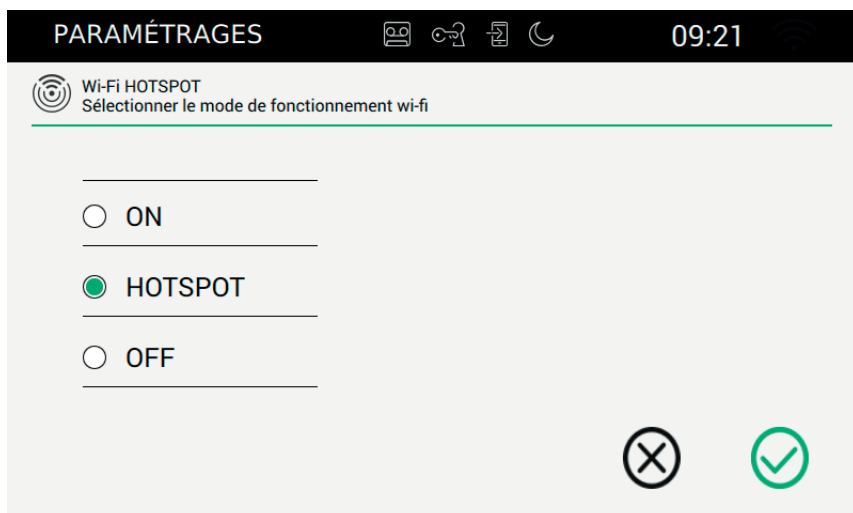 PARAMÉTRAGES 09:21
Wi-Fi HOTSPOT
Sélectionner le mode de fonctionnement wi-fi
ON
HOTSPOT
OFF